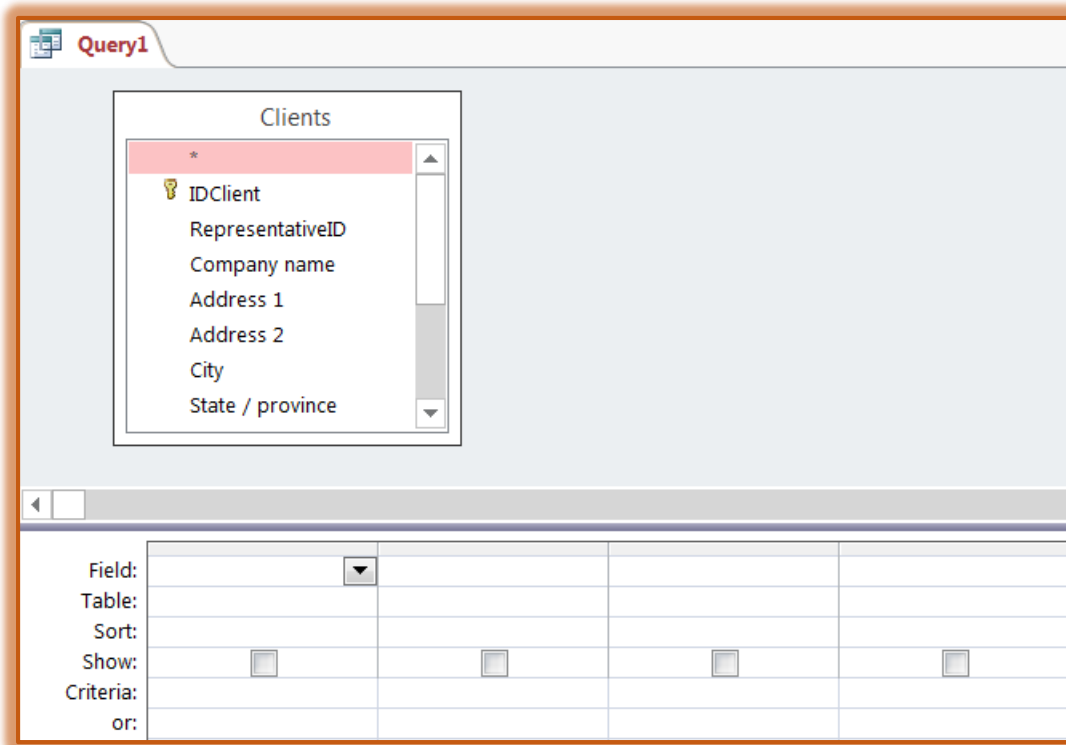 Query1
Clients
*
IDClient
RepresentativeID
Company name
Address 1
Address 2
City
State / province
Field:
Table:
Sort:
Show:
Criteria:
or: